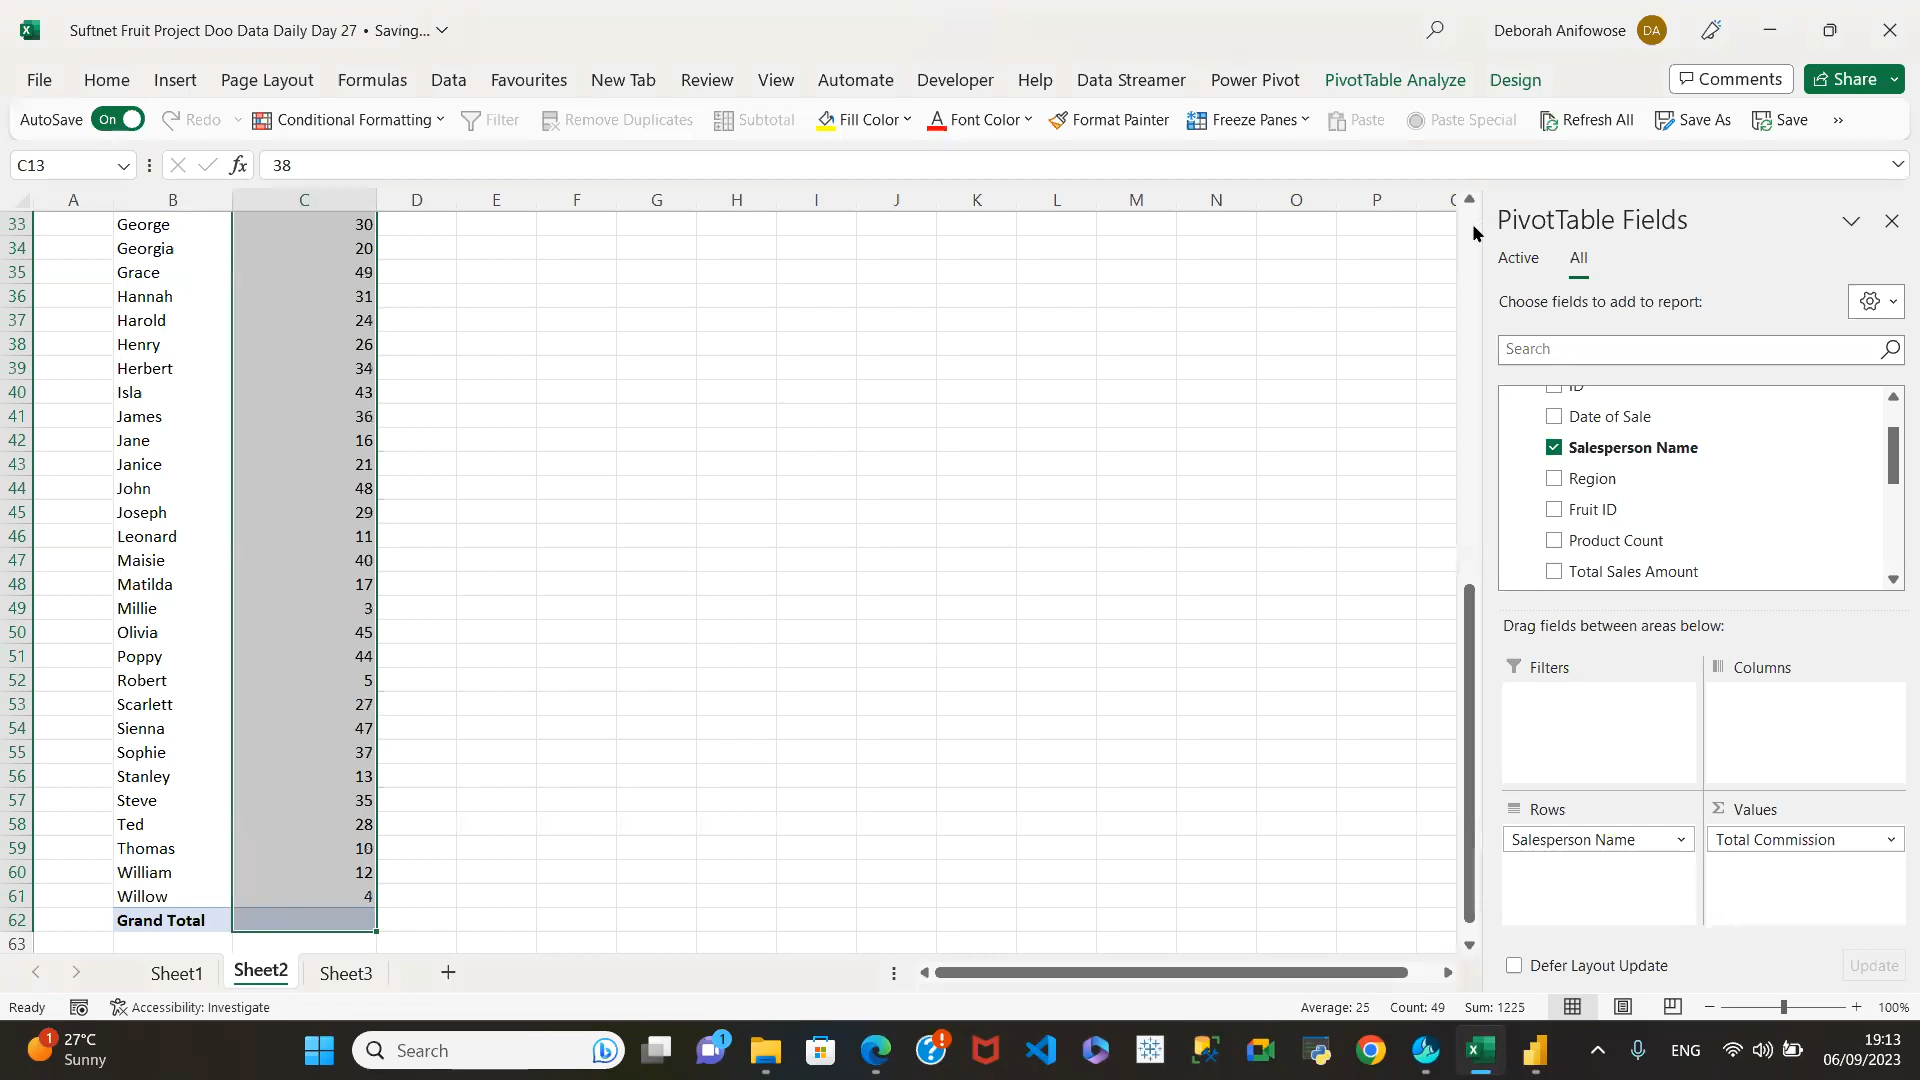 Suftnet Fruit Project Doo Data Daily Day 27 • Saving...
Deborah Anifowose DA
File Home Insert Page Layout Formulas Data Favourites New Tab Review View Automate Developer Help Data Streamer Power Pivot PivotTable Analyze Design Comments Share
AutoSave On Redo Conditional Formatting Filter Remove Duplicates Subtotal Fill Color Font Color Format Painter Freeze Panes Paste Paste Special Refresh All Save As Save
C13 fx 38
A B C D E F G H I J K L M N O P
33 George 30
34 Georgia 20
35 Grace 49
36 Hannah 31
37 Harold 24
38 Henry 26
39 Herbert 34
40 Isla 43
41 James 36
42 Jane 16
43 Janice 21
44 John 48
45 Joseph 29
46 Leonard 11
47 Maisie 40
48 Matilda 17
49 Millie 3
50 Olivia 45
51 Poppy 44
52 Robert 5
53 Scarlett 27
54 Sienna 47
55 Sophie 37
56 Stanley 13
57 Steve 35
58 Ted 28
59 Thomas 10
60 William 12
61 Willow 4
62 Grand Total
63
PivotTable Fields
Active All
Choose fields to add to report:
Search
ID
Date of Sale
Salesperson Name
Region
Fruit ID
Product Count
Total Sales Amount
Drag fields between areas below:
Filters Columns
Rows Values
Salesperson Name Total Commission
Defer Layout Update Update
Sheet1 Sheet2 Sheet3
Ready Accessibility: Investigate Average: 25 Count: 49 Sum: 1225 100%
1 27°C
Sunny
Search
1
ENG
19:13
06/09/2023